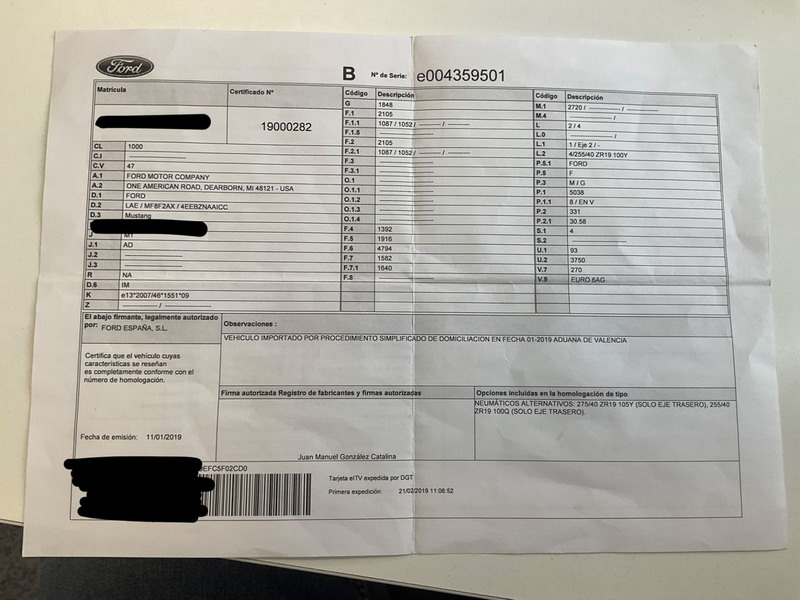 Ford
B Nº de Serie: e004359501
Matrícula
Certificado Nº
19000282
CL 1000
C.I --------------------
C.V 47
A.1 FORD MOTOR COMPANY
A.2 ONE AMERICAN ROAD, DEARBORN, MI 48121 - USA
D.1 FORD
D.2 LAE / MF8F2AX / 4EEBZNAAICC
D.3 Mustang
J M1
J.1 AD
J.2 --------------------
J.3 --------------------
R NA
D.6 IM
K e13*2007/46*1551*09
Z ------------ / ------------
Código Descripción
G 1848
F.1 2105
F.1.1 1087 / 1052 / ------------ / ------------
F.1.5 --------------------
F.2 2105
F.2.1 1087 / 1052 / ------------ / ------------
F.3 --------------------
F.3.1 --------------------
O.1 --------------------
O.1.1 --------------------
O.1.2 --------------------
O.1.3 --------------------
O.1.4 --------------------
F.4 1392
F.5 1916
F.6 4794
F.7 1582
F.7.1 1640
F.8 --------------------
Código Descripción
M.1 2720 / ------------ / ------------
M.4 ------------ / ------------
L 2 / 4
L.0 ------------ /
L.1 1 / Eje 2 / -
L.2 4/255/40 ZR19 100Y
P.5.1 FORD
P.5 F
P.3 M / G
P.1 5038
P.1.1 8 / EN V
P.2 331
P.2.1 30.58
S.1 4
S.2 --------------------
U.1 93
U.2 3750
V.7 270
V.9 EURO 6AG
El abajo firmante, legalmente autorizado
por: FORD ESPAÑA, S.L.
Certifica que el vehículo cuyas
características se reseñan
es completamente conforme con el
número de homologación.
Fecha de emisión: 11/01/2019
Observaciones :
VEHICULO IMPORTADO POR PROCEDIMIENTO SIMPLIFICADO DE DOMICILIACION EN FECHA 01-2019 ADUANA DE VALENCIA
Firma autorizada Registro de fabricantes y firmas autorizadas
Juan Manuel González Catalina
Opciones incluidas en la homologación de tipo
NEUMÁTICOS ALTERNATIVOS: 275/40 ZR19 105Y (SOLO EJE TRASERO), 255/40
ZR19 100Q (SOLO EJE TRASERO).
EFC5F02CD0
Tarjeta eITV expedida por DGT
Primera expedición: 21/02/2019 11:06:52